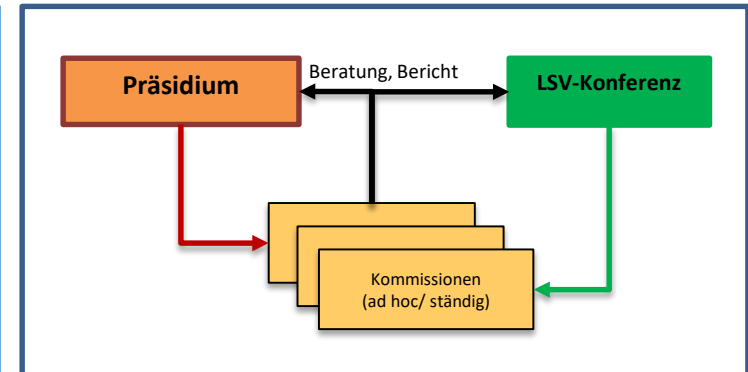 Präsidium
Beratung, Bericht
LSV-Konferenz
Kommissionen
(ad hoc/ ständig)